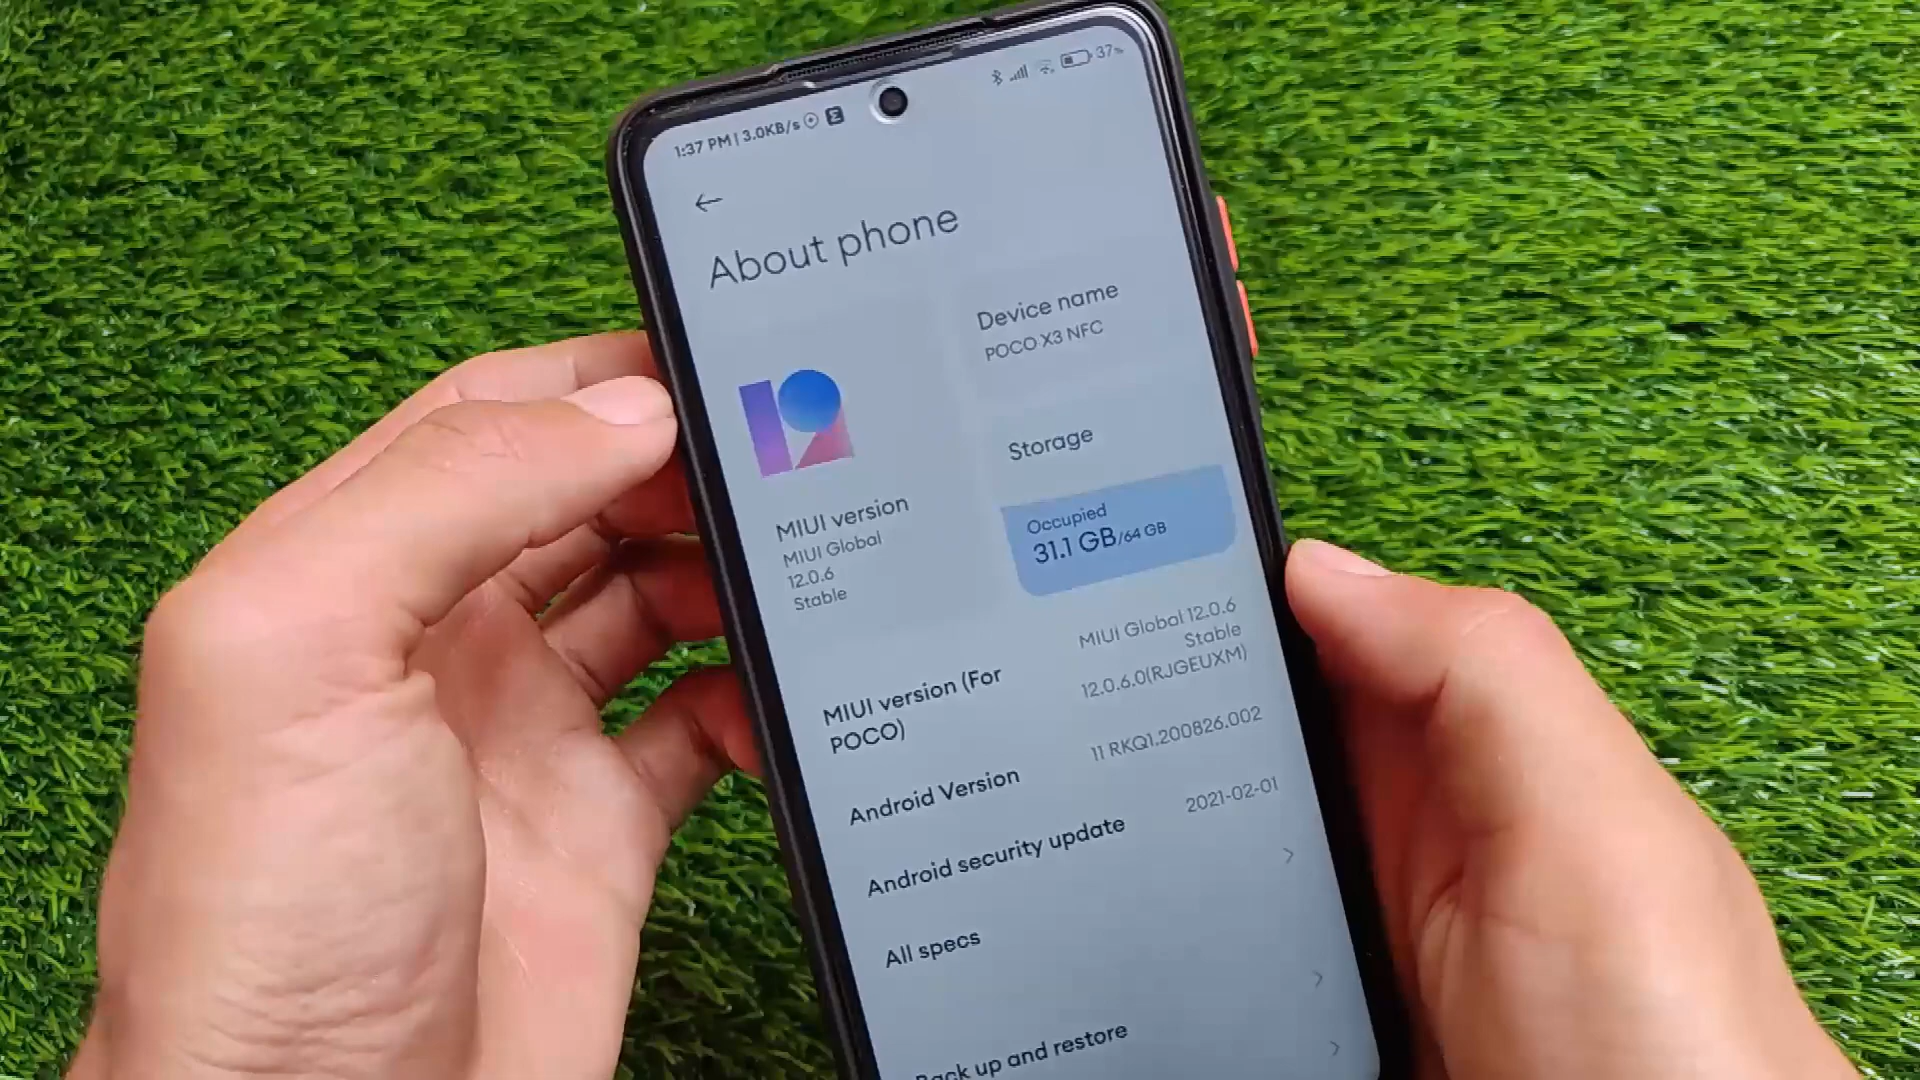 1:37 PM | 3.0KB/s
37%
About phone
Device name
POCO X3 NFC
Storage
Occupied
31.1 GB/64 GB
MIUI version
MIUI Global
12.0.6
Stable
MIUI version (For
POCO)
MIUI Global 12.0.6
Stable
12.0.6.0(RJGEUXM)
Android Version
11 RKQ1.200826.002
Android security update
2021-02-01
All specs
Back up and restore